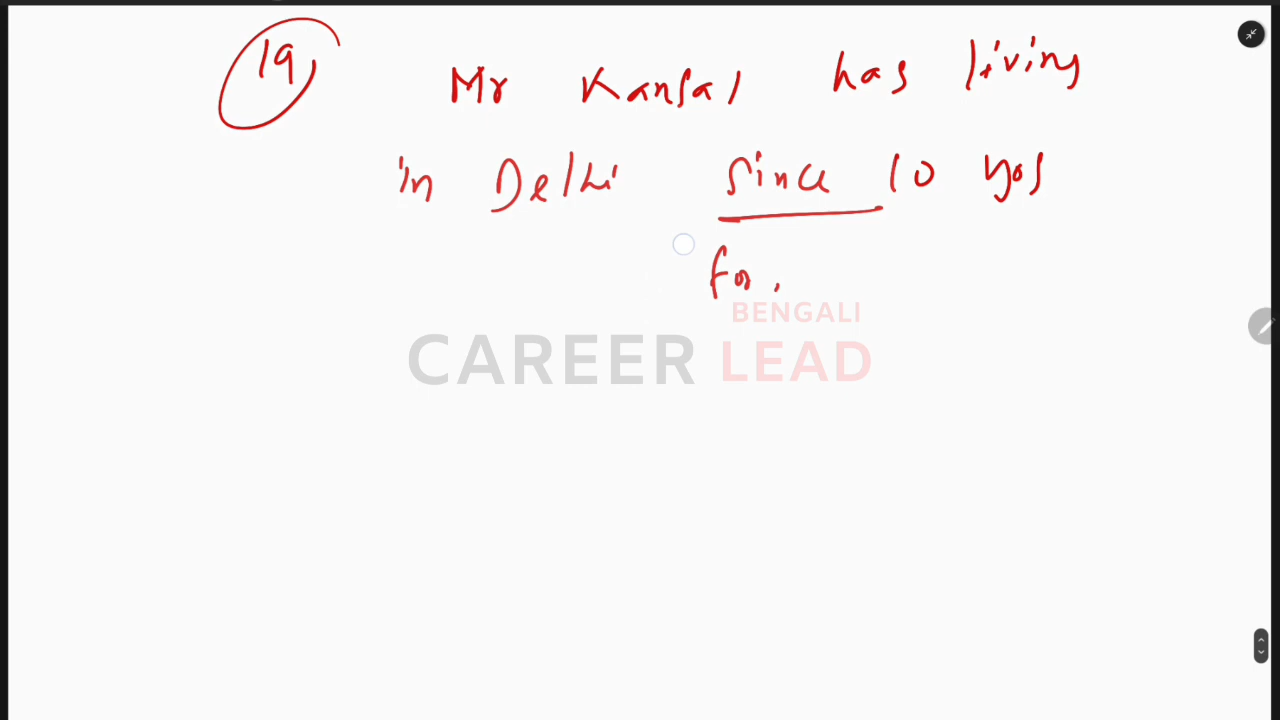 19
Mr Kansal has living
in Delhi since 10 yrs
for.
BENGALI
CAREER LEAD